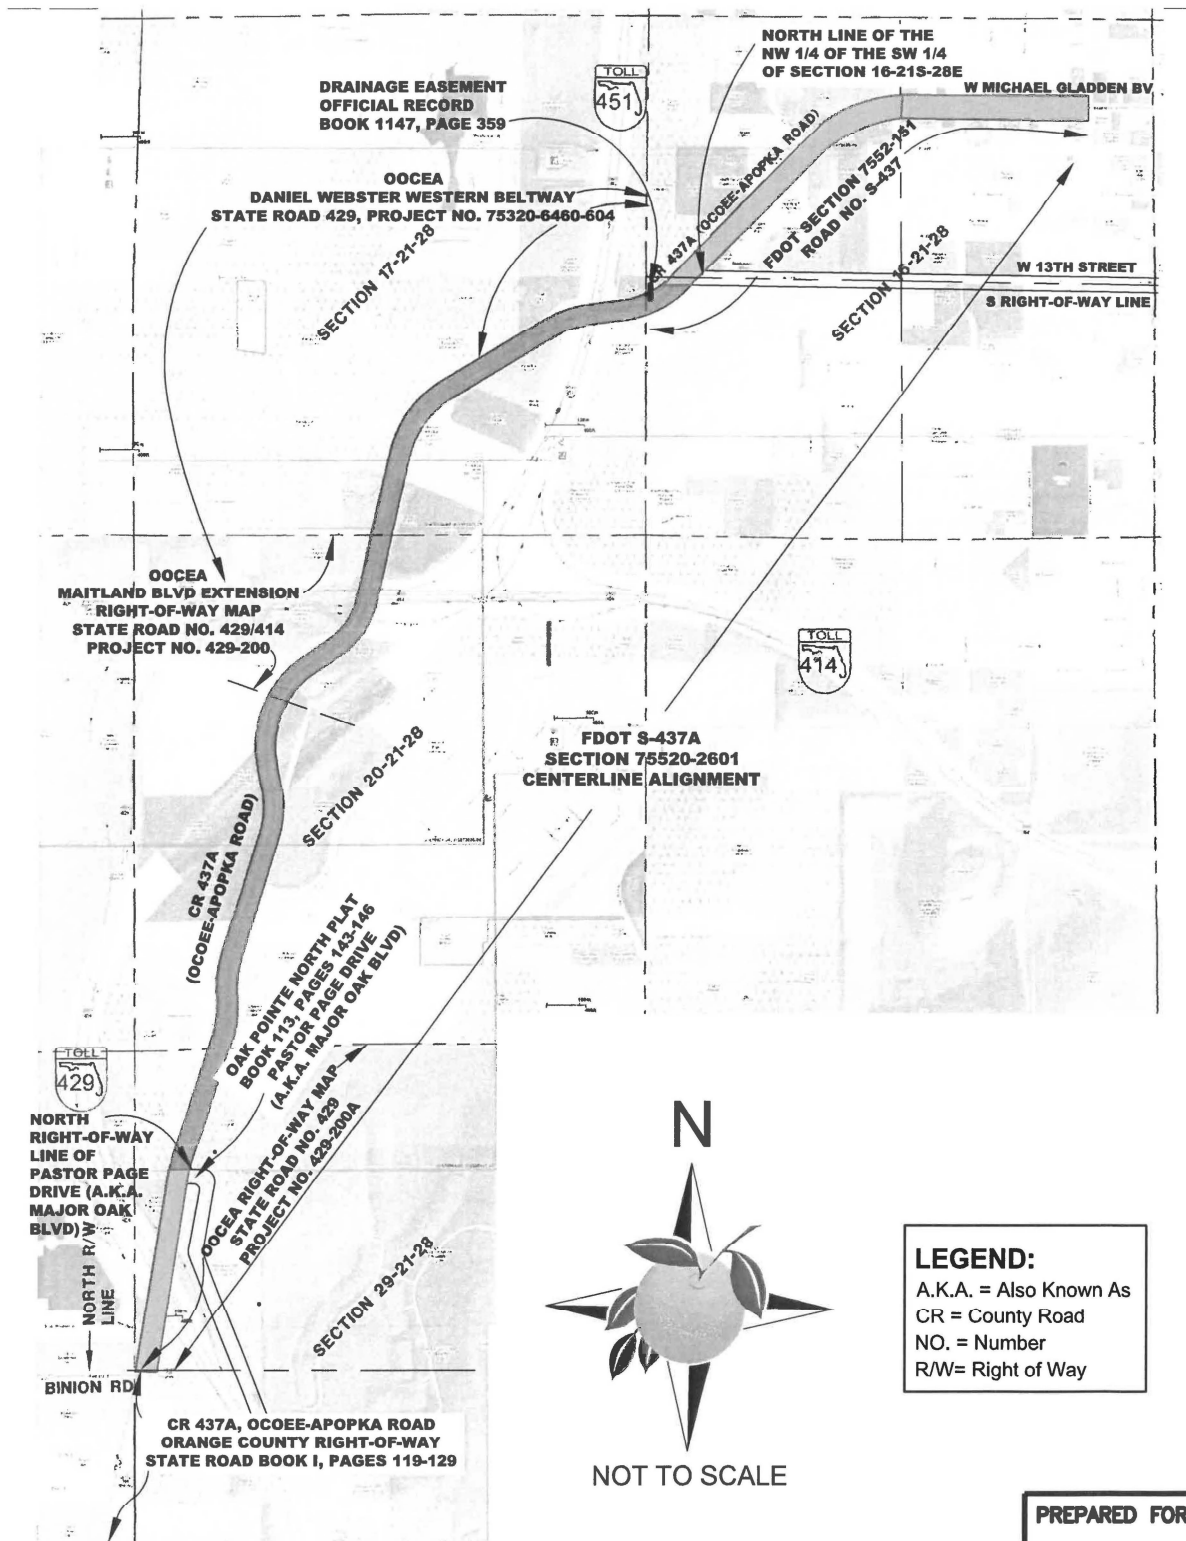 NORTH LINE OF THE
NW 1/4 OF THE SW 1/4
OF SECTION 16-21S-28E
TOLL
451
W MICHAEL GLADDEN BV
DRAINAGE EASEMENT
OFFICIAL RECORD
BOOK 1147, PAGE 359
CR 437A (OCOEE-APOPKA ROAD)
FDOT SECTION 7552-151
ROAD NO. S-437
OOCEA
DANIEL WEBSTER WESTERN BELTWAY
STATE ROAD 429, PROJECT NO. 75320-6460-604
SECTION 17-21-28
SECTION 16-21-28
W 13TH STREET
S RIGHT-OF-WAY LINE
OOCEA
MAITLAND BLVD EXTENSION
RIGHT-OF-WAY MAP
STATE ROAD NO. 429/414
PROJECT NO. 429-200
TOLL
414
FDOT S-437A
SECTION 75520-2601
CENTERLINE ALIGNMENT
SECTION 20-21-28
CR 437A
(OCOEE-APOPKA ROAD)
OAK POINTE NORTH PLAT
BOOK 113, PAGES 143-146
PASTOR PAGE DRIVE
(A.K.A. MAJOR OAK BLVD)
TOLL
429
NORTH
RIGHT-OF-WAY
LINE OF
PASTOR PAGE
DRIVE (A.K.A.
MAJOR OAK
BLVD)
OOCEA RIGHT-OF-WAY MAP
STATE ROAD NO. 429
PROJECT NO. 429-200A
NORTH R/W
LINE
SECTION 29-21-28
BINION RD
CR 437A, OCOEE-APOPKA ROAD
ORANGE COUNTY RIGHT-OF-WAY
STATE ROAD BOOK I, PAGES 119-129
N
NOT TO SCALE
LEGEND:
A.K.A. = Also Known As
CR = County Road
NO. = Number
R/W= Right of Way
PREPARED FOR